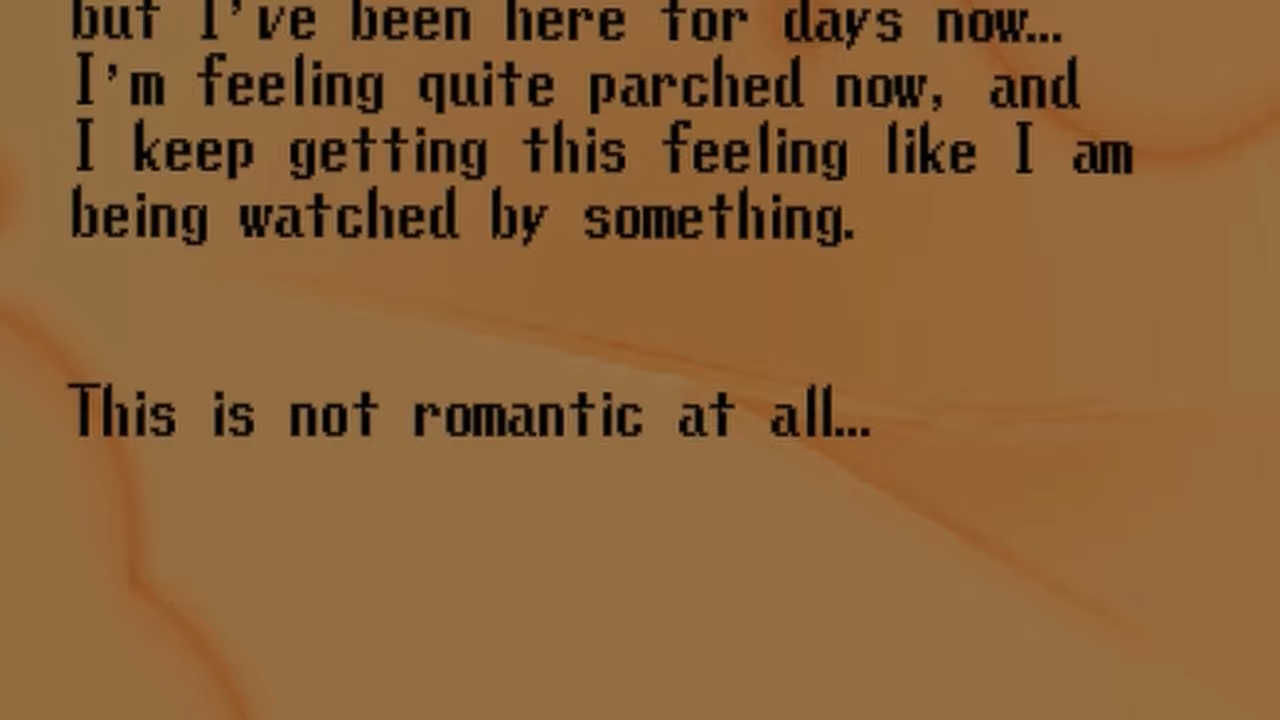 but I've been here for days now...
I'm feeling quite parched now, and
I keep getting this feeling like I am
being watched by something.
This is not romantic at all...